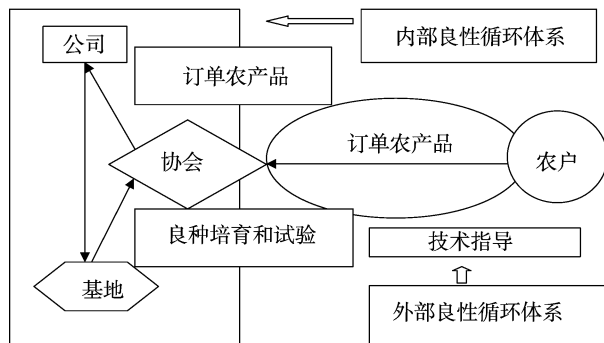 公司
内部良性循环体系
订单农产品
协会
订单农产品
农户
良种培育和试验
技术指导
基地
外部良性循环体系